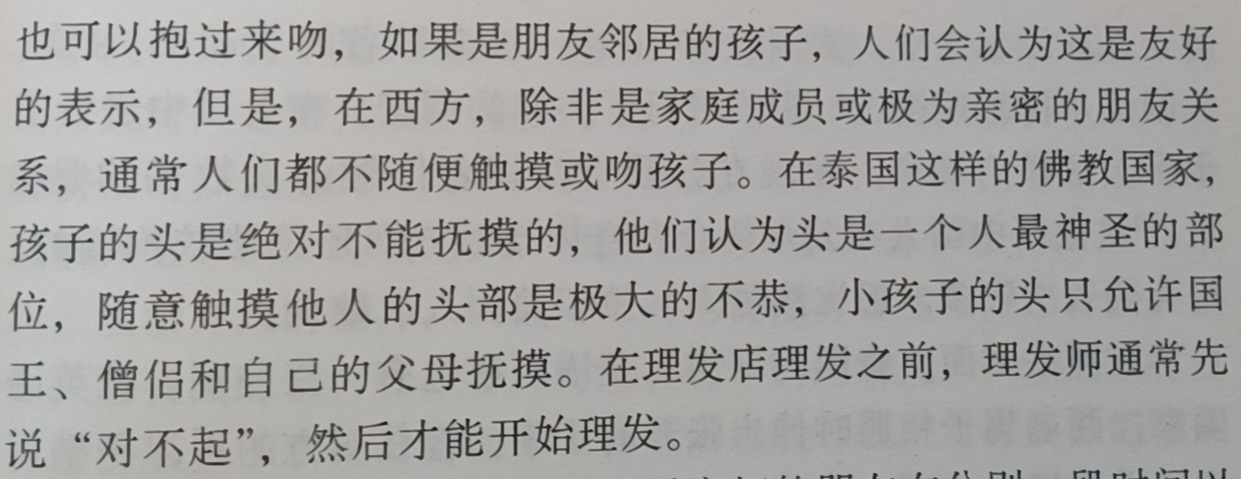 也可以抱过来吻，如果是朋友邻居的孩子，人们会认为这是友好
的表示，但是，在西方，除非是家庭成员或极为亲密的朋友关
系，通常人们都不随便触摸或吻孩子。在泰国这样的佛教国家，
孩子的头是绝对不能抚摸的，他们认为头是一个人最神圣的部
位，随意触摸他人的头部是极大的不恭，小孩子的头只允许国
王、僧侣和自己的父母抚摸。在理发店理发之前，理发师通常先
说“对不起”，然后才能开始理发。